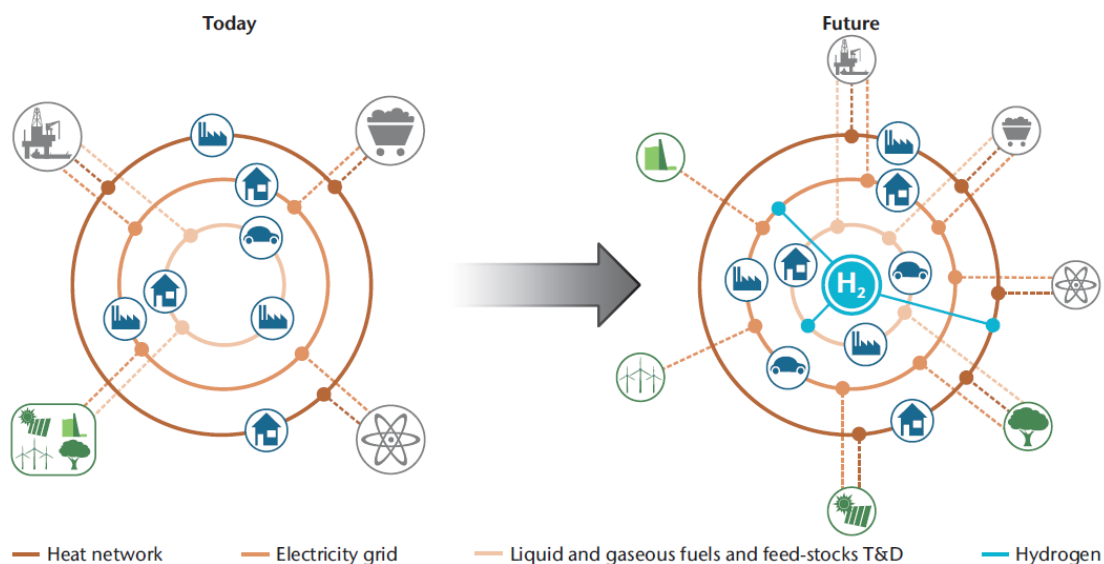 Today
Future
H₂
Heat network
Electricity grid
Liquid and gaseous fuels and feed-stocks T&D
Hydrogen